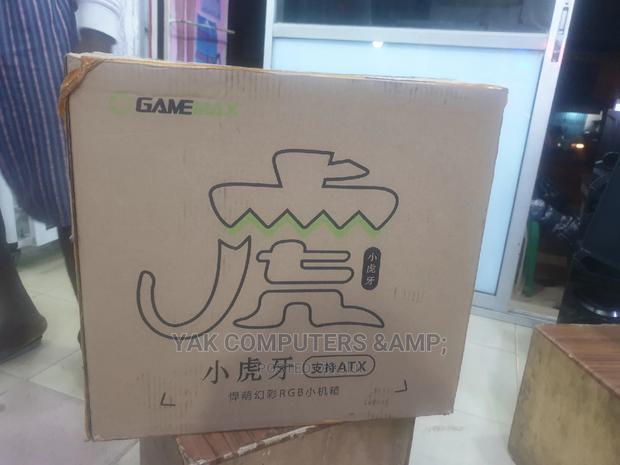 GAMEMAX
虎
小虎牙
YAK COMPUTERS &AMP;
小虎牙 支持ATX
悍萌幻彩RGB小机箱